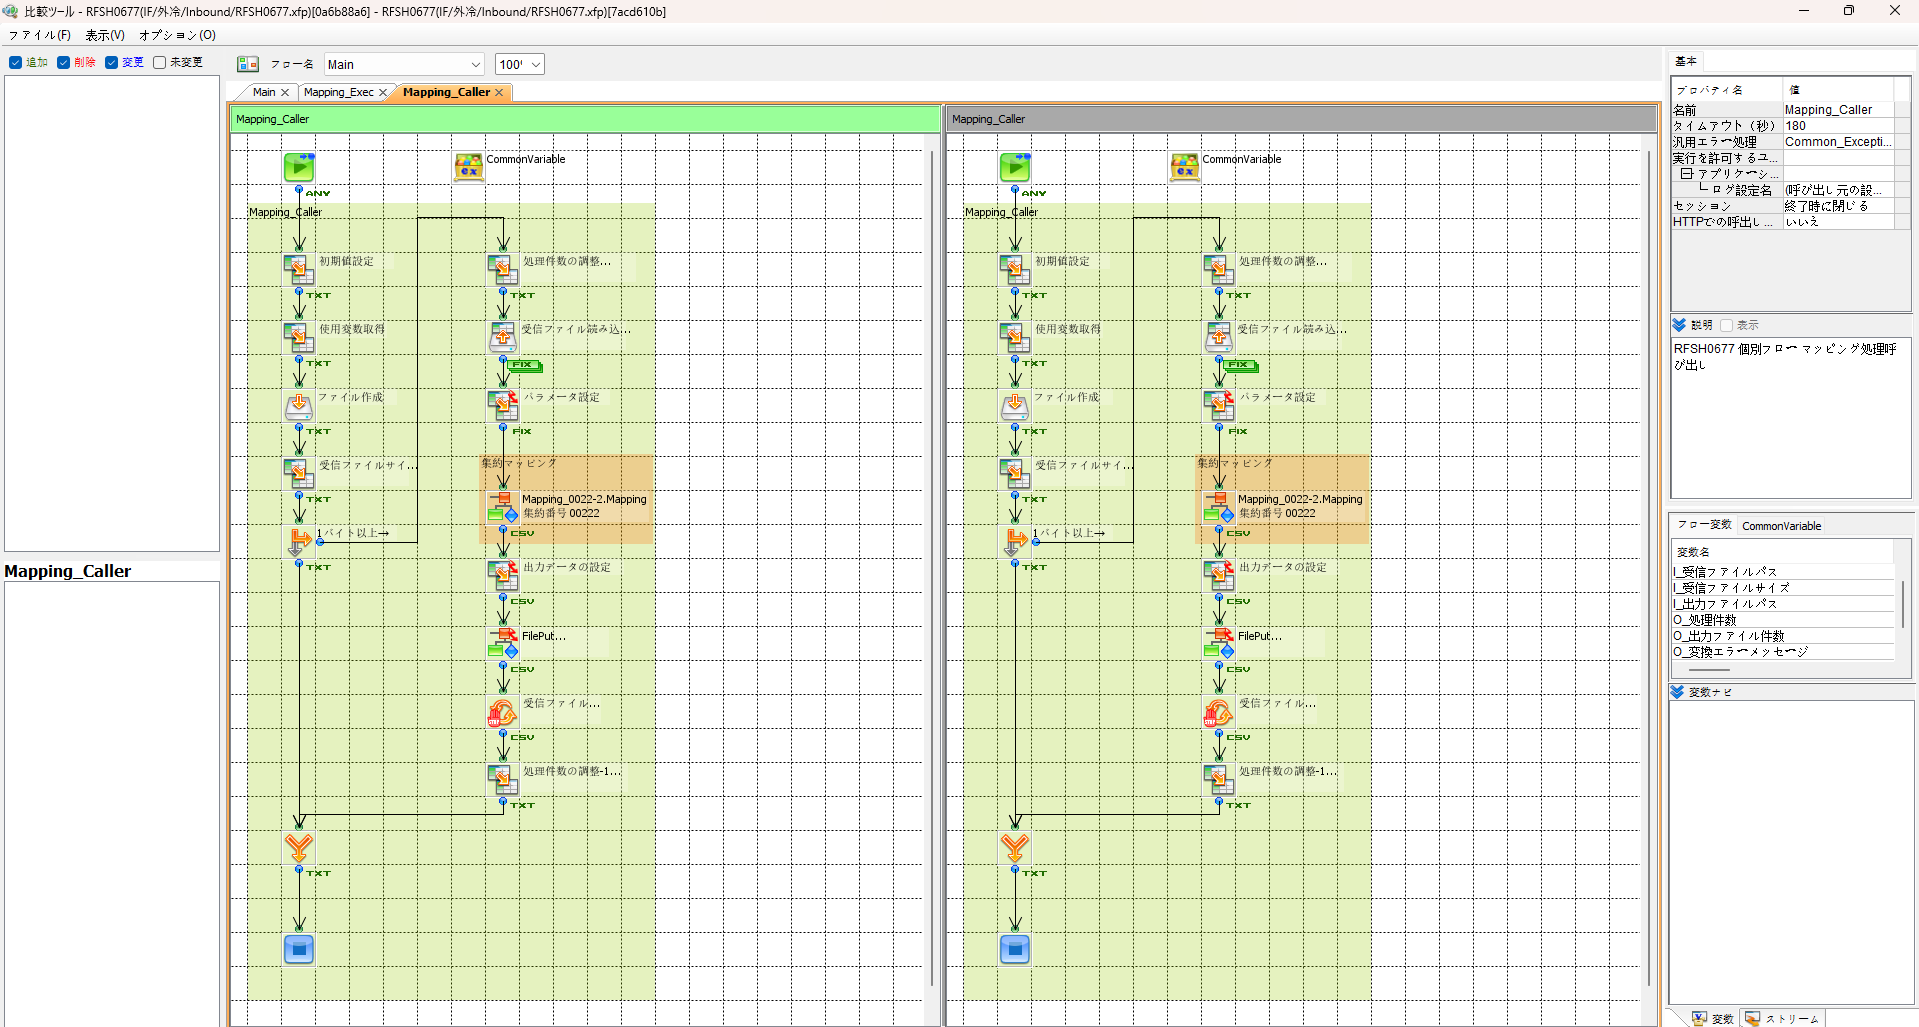 比較ツール - RFSH0677(IF/外冷/Inbound/RFSH0677.xfp)[0a6b88a6] - RFSH0677(IF/外冷/Inbound/RFSH0677.xfp)[7acd610b]
ファイル(F) 表示(V) オプション(O)
追加 削除 変更 未変更
フロー名 Main 100%
Main Mapping_Exec Mapping_Caller
Mapping_Caller
CommonVariable
ANY
Mapping_Caller
初期値設定
TXT
使用変数取得
TXT
ファイル作成
TXT
受信ファイルサイ...
TXT
1バイト以上→
TXT
処理件数の調整...
TXT
受信ファイル読み込...
FIX
パラメータ設定
FIX
集約マッピング
Mapping_0022-2.Mapping
集約番号 00222
CSV
出力データの設定
CSV
FilePut...
CSV
受信ファイル...
CSV
処理件数の調整-1...
TXT
TXT
Mapping_Caller
CommonVariable
ANY
Mapping_Caller
初期値設定
TXT
使用変数取得
TXT
ファイル作成
TXT
受信ファイルサイ...
TXT
1バイト以上→
TXT
処理件数の調整...
TXT
受信ファイル読み込...
FIX
パラメータ設定
FIX
集約マッピング
Mapping_0022-2.Mapping
集約番号 00222
CSV
出力データの設定
CSV
FilePut...
CSV
受信ファイル...
CSV
処理件数の調整-1...
TXT
TXT
Mapping_Caller
基本
プロパティ名 値
名前 Mapping_Caller
タイムアウト（秒） 180
汎用エラー処理 Common_Excepti...
実行を許可するユ...
アプリケーシ...
ログ設定名 (呼び出し元の設...
セッション 終了時に閉じる
HTTPでの呼出し... いいえ
説明 表示
RFSH0677 個別フロー マッピング処理呼
び出し
フロー変数 CommonVariable
変数名
I_受信ファイルパス
I_受信ファイルサイズ
I_出力ファイルパス
O_処理件数
O_出力ファイル件数
O_変換エラーメッセージ
変数ナビ
変数 ストリーム